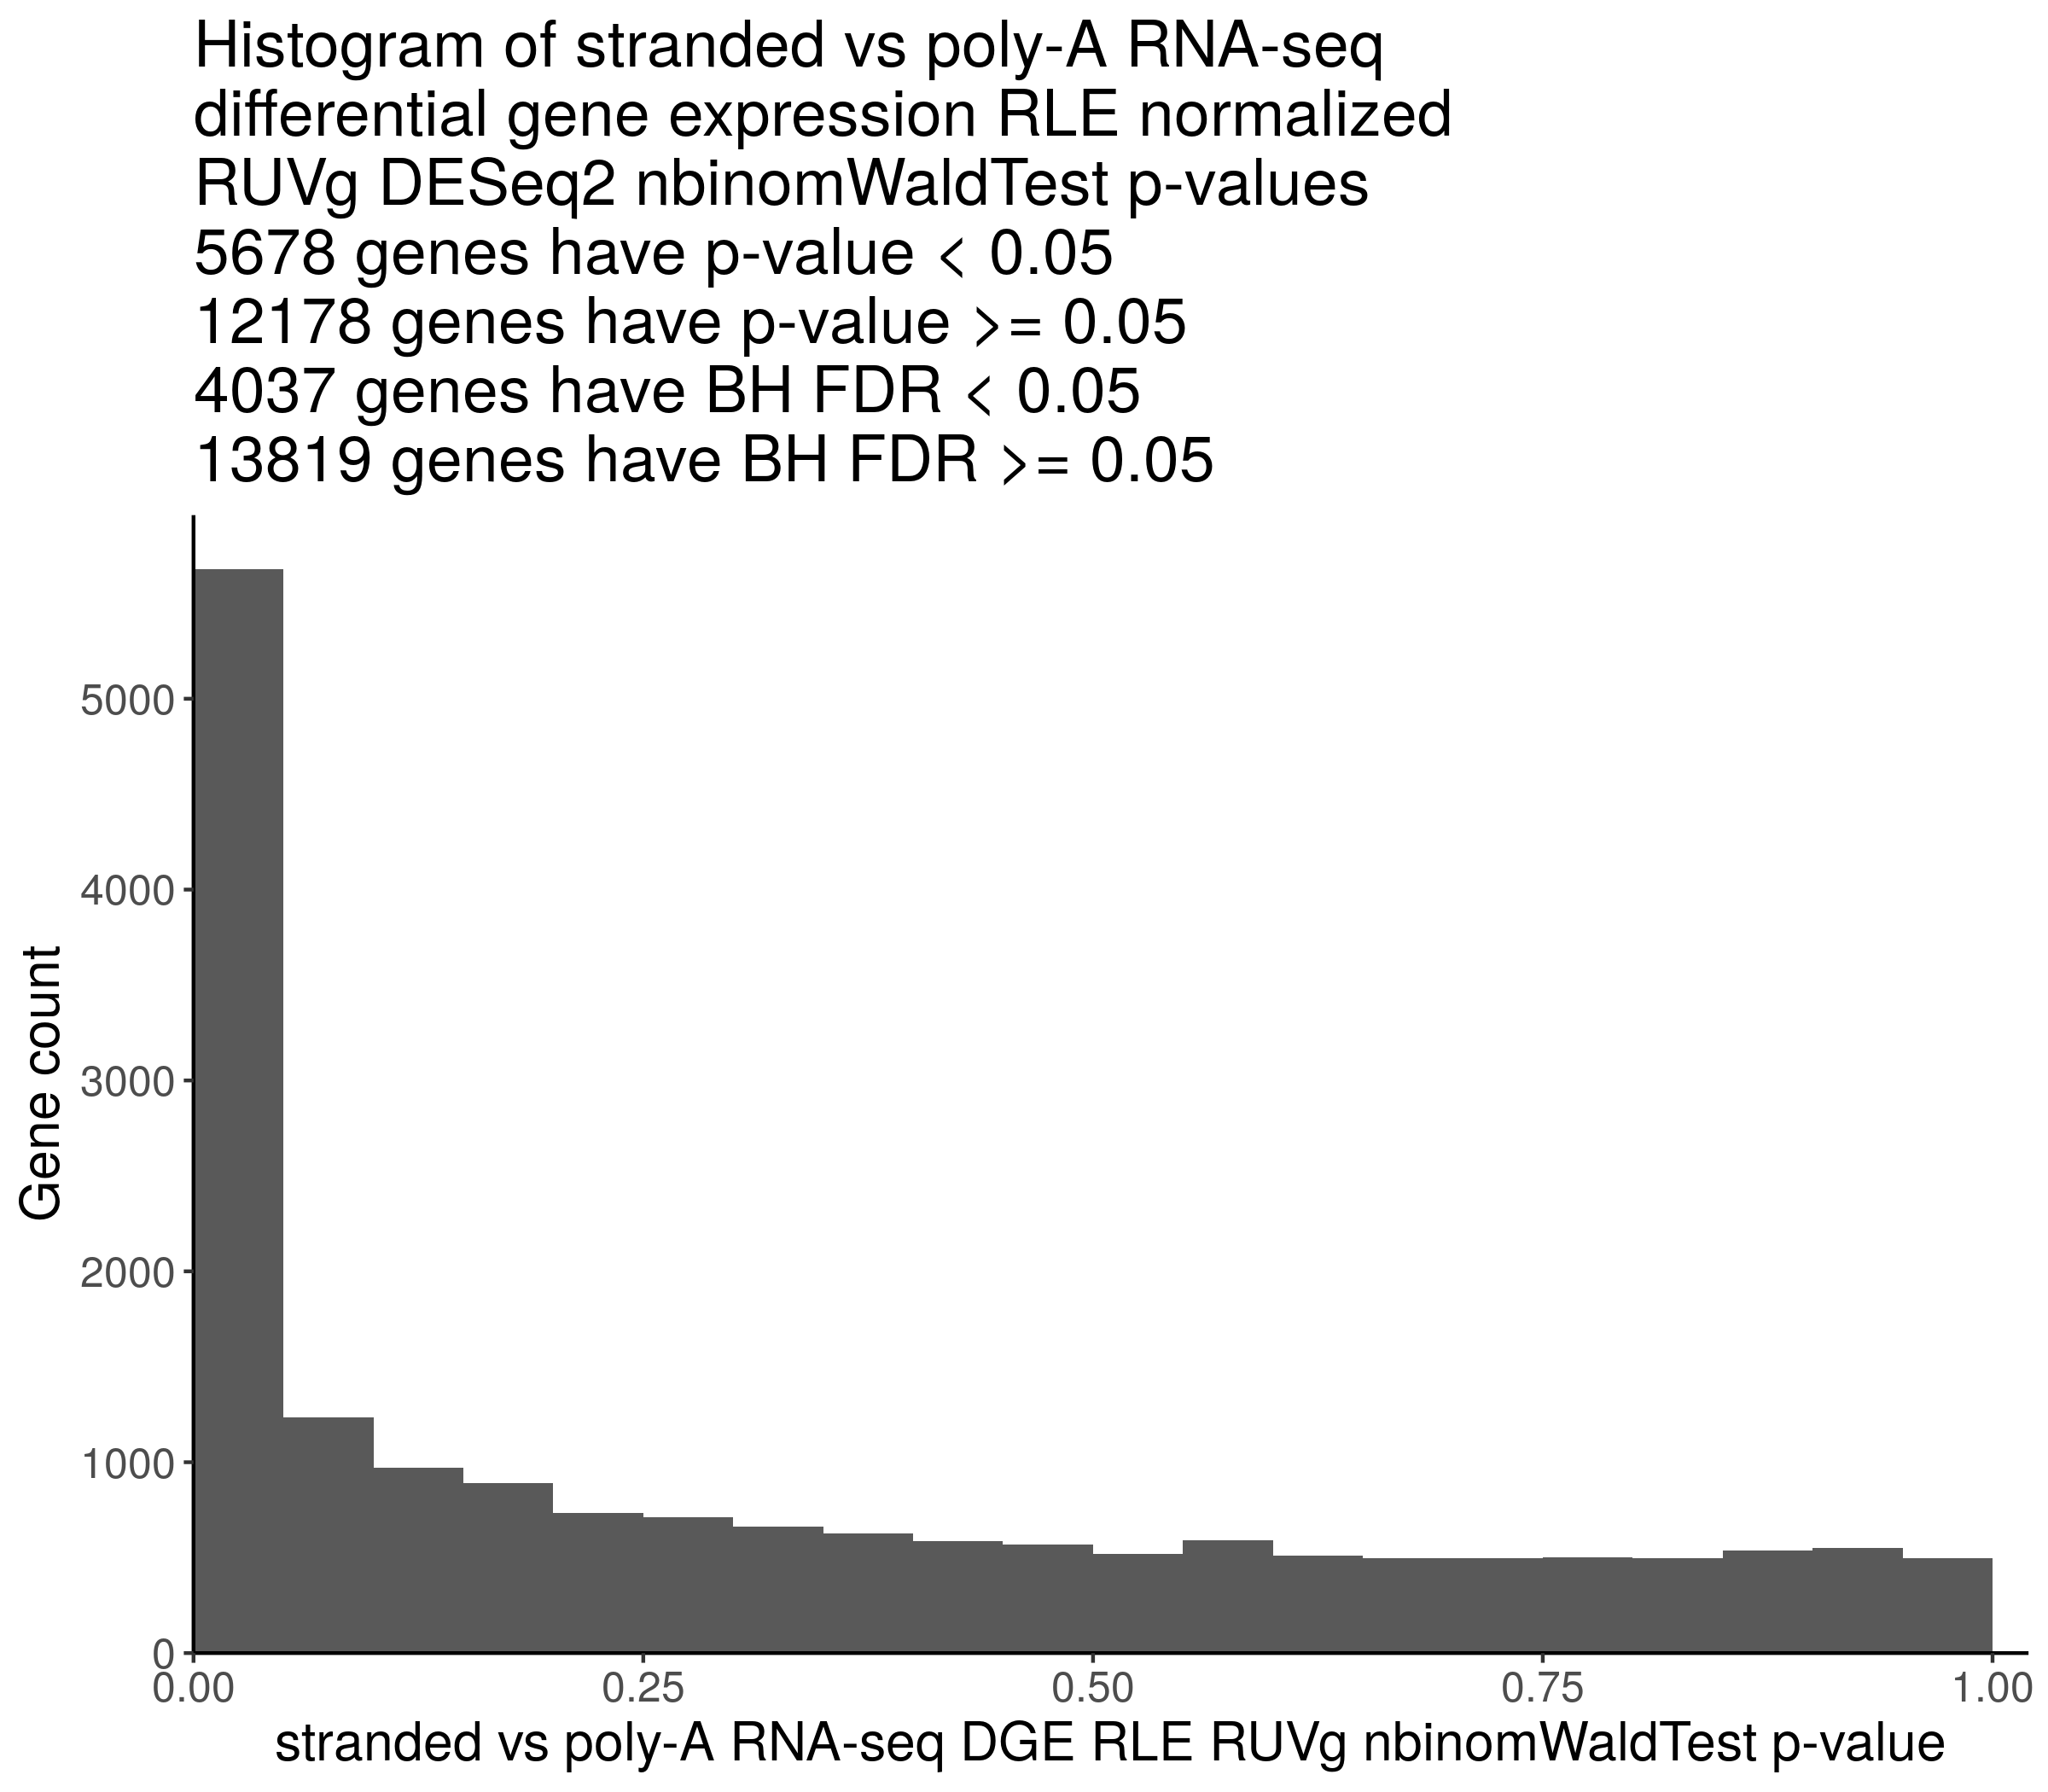 Histogram of stranded vs poly-A RNA-seq
differential gene expression RLE normalized
RUVg DESeq2 nbinomWaldTest p-values
5678 genes have p-value < 0.05
12178 genes have p-value >= 0.05
4037 genes have BH FDR < 0.05
13819 genes have BH FDR >= 0.05
Gene count
5000
4000
3000
2000
1000
0
0.00 0.25 0.50 0.75 1.00
stranded vs poly-A RNA-seq DGE RLE RUVg nbinomWaldTest p-value